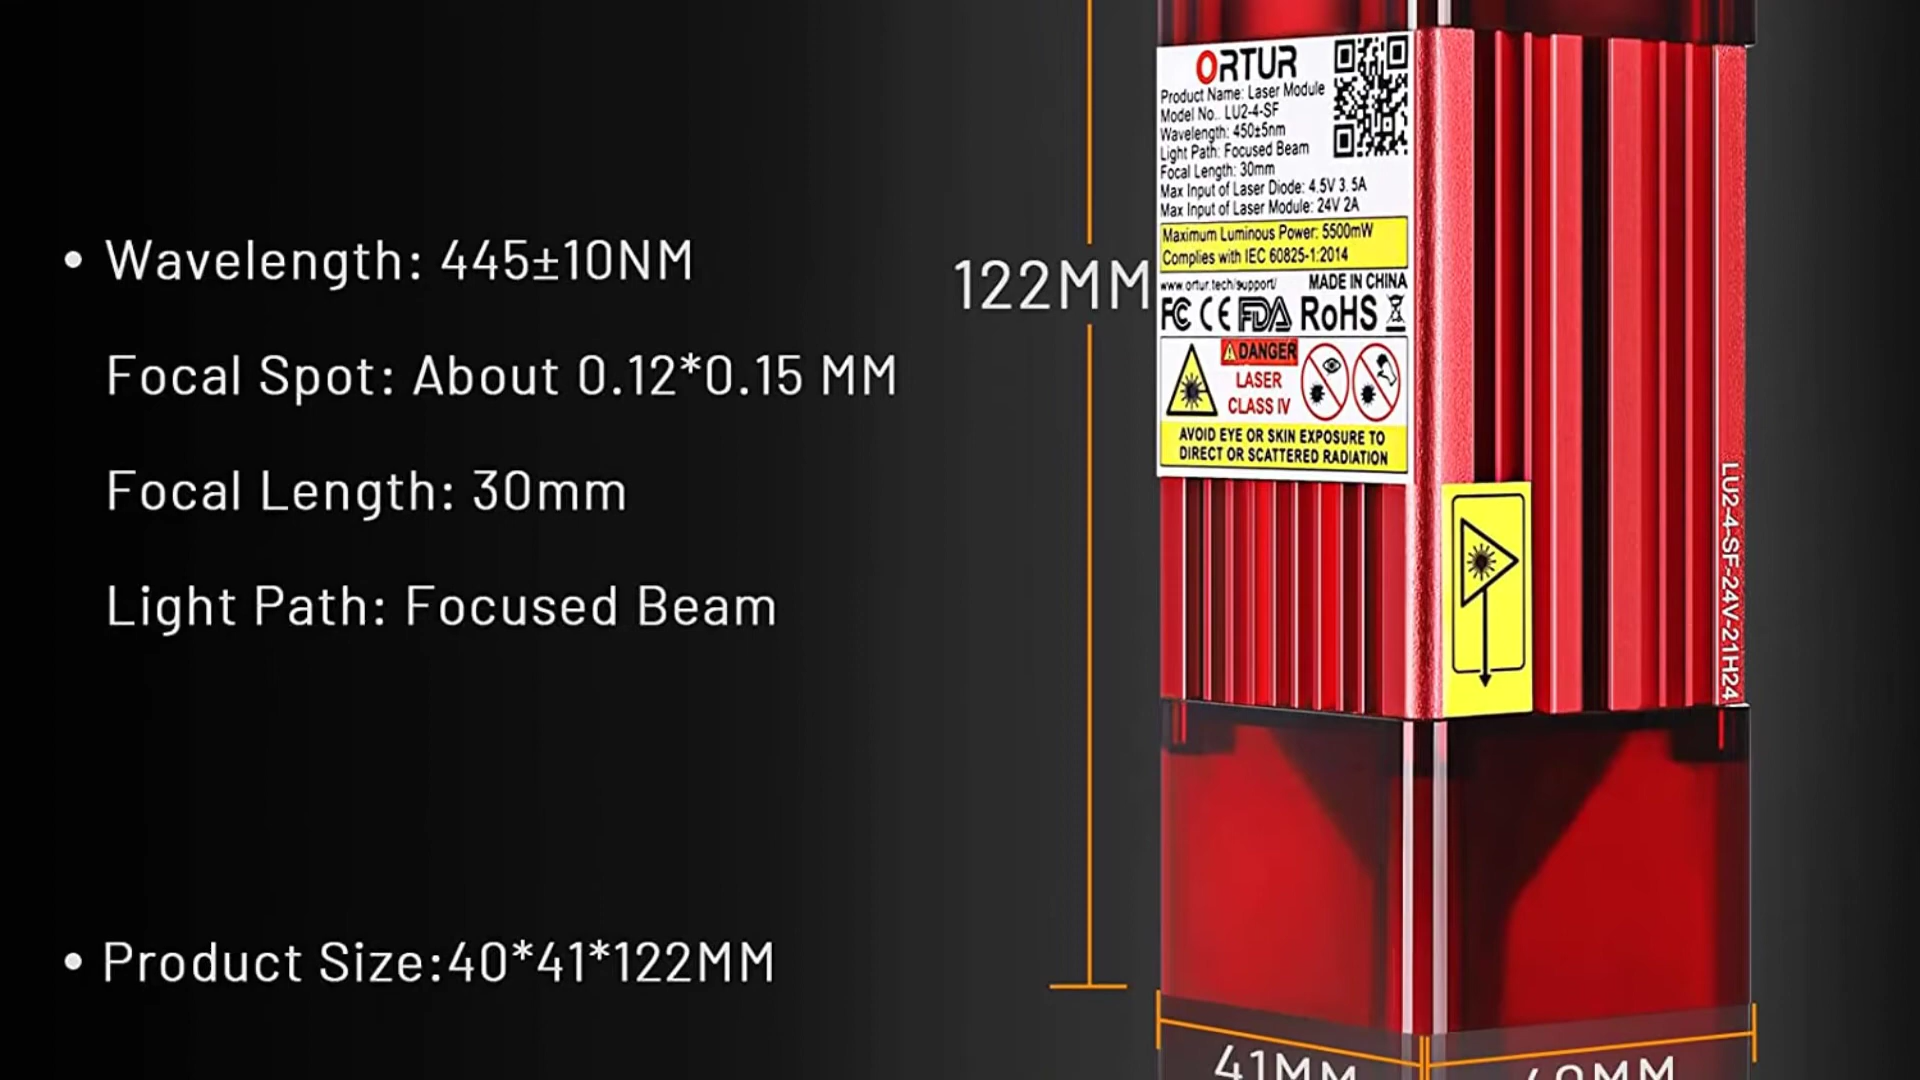 • Wavelength: 445±10NM
Focal Spot: About 0.12*0.15 MM
Focal Length: 30mm
Light Path: Focused Beam
• Product Size:40*41*122MM
122MM
ORTUR
Product Name: Laser Module
Model No.. LU2-4-SF
Wavelength: 450±5nm
Light Path: Focused Beam
Focal Length: 30mm
Max Input of Laser Diode: 4.5V 3.5A
Max Input of Laser Module: 24V 2A
Maximum Luminous Power: 5500mW
Complies with IEC 60825-1:2014
www.ortur.tech/support/ MADE IN CHINA
FC CE FDA RoHS
DANGER
LASER
CLASS IV
AVOID EYE OR SKIN EXPOSURE TO
DIRECT OR SCATTERED RADIATION
LU2-4-SF-24V-21H24
41MM
40MM